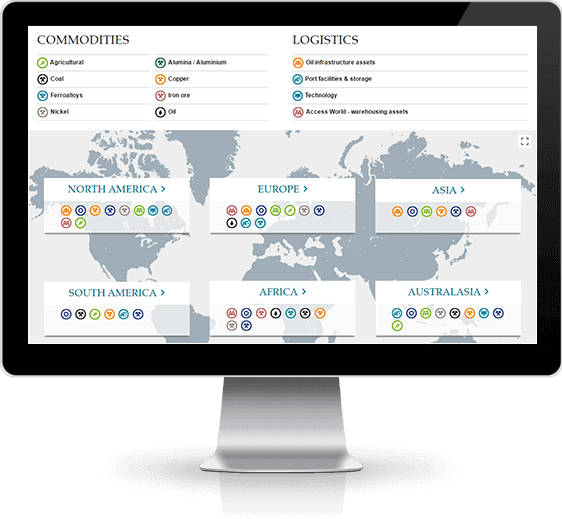 COMMODITIES
Agricultural
Alumina / Aluminium
Coal
Copper
Ferroalloys
Iron ore
Nickel
Oil
LOGISTICS
Oil infrastructure assets
Port facilities & storage
Technology
Access World - warehousing assets
NORTH AMERICA >
EUROPE >
ASIA >
SOUTH AMERICA >
AFRICA >
AUSTRALASIA >